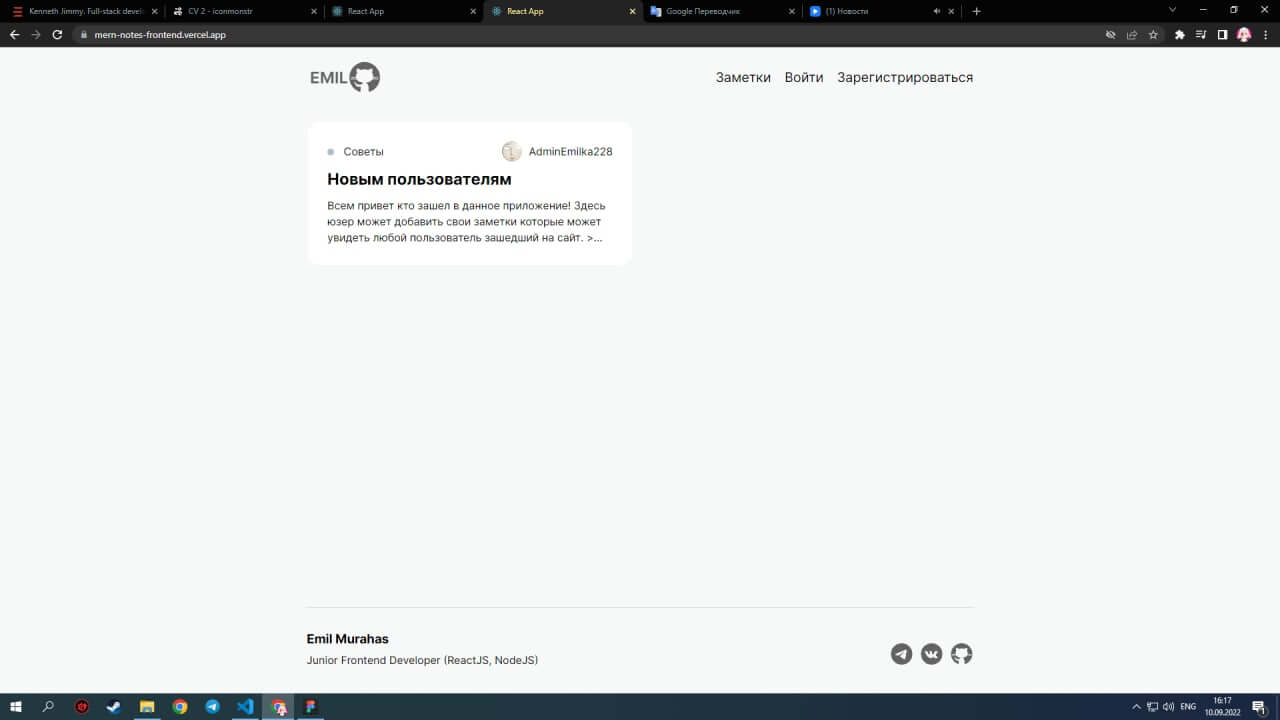 Kenneth Jimmy. Full-stack devel
CV 2 - iconmonstr
React App
React App
Google Переводчик
(1) Новости
mern-notes-frontend.vercel.app
EMIL
Заметки Войти Зарегистрироваться
Советы AdminEmilka228
Новым пользователям
Всем привет кто зашел в данное приложение! Здесь
юзер может добавить свои заметки которые может
увидеть любой пользователь зашедший на сайт. >...
Emil Murahas
Junior Frontend Developer (ReactJS, NodeJS)
ENG
16:17
10.09.2022
1